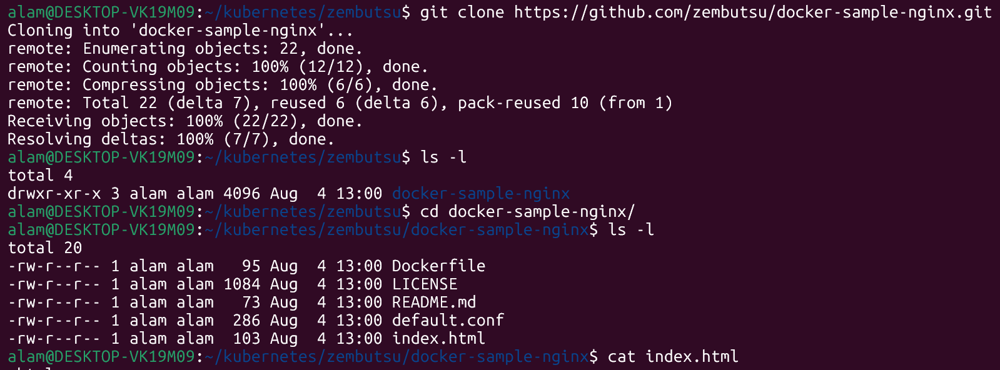 alam@DESKTOP-VK19M09:~/kubernetes/zembutsu$ git clone https://github.com/zembutsu/docker-sample-nginx.git
Cloning into 'docker-sample-nginx'...
remote: Enumerating objects: 22, done.
remote: Counting objects: 100% (12/12), done.
remote: Compressing objects: 100% (6/6), done.
remote: Total 22 (delta 7), reused 6 (delta 6), pack-reused 10 (from 1)
Receiving objects: 100% (22/22), done.
Resolving deltas: 100% (7/7), done.
alam@DESKTOP-VK19M09:~/kubernetes/zembutsu$ ls -l
total 4
drwxr-xr-x 3 alam alam 4096 Aug  4 13:00 docker-sample-nginx
alam@DESKTOP-VK19M09:~/kubernetes/zembutsu$ cd docker-sample-nginx/
alam@DESKTOP-VK19M09:~/kubernetes/zembutsu/docker-sample-nginx$ ls -l
total 20
-rw-r--r-- 1 alam alam   95 Aug  4 13:00 Dockerfile
-rw-r--r-- 1 alam alam 1084 Aug  4 13:00 LICENSE
-rw-r--r-- 1 alam alam   73 Aug  4 13:00 README.md
-rw-r--r-- 1 alam alam  286 Aug  4 13:00 default.conf
-rw-r--r-- 1 alam alam  103 Aug  4 13:00 index.html
alam@DESKTOP-VK19M09:~/kubernetes/zembutsu/docker-sample-nginx$ cat index.html